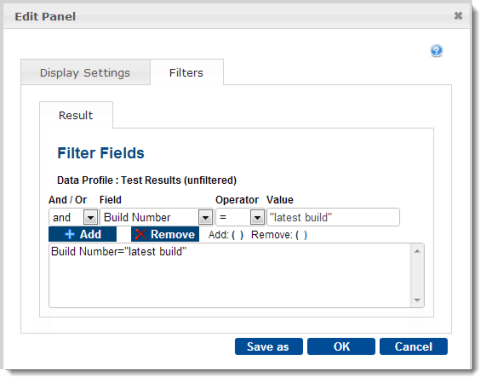 Edit Panel
Display Settings Filters
Result
Filter Fields
Data Profile : Test Results (unfiltered)
And / Or Field Operator Value
and Build Number = "latest build"
+ Add Remove Add: ( ) Remove: ( )
Build Number="latest build"
Save as OK Cancel